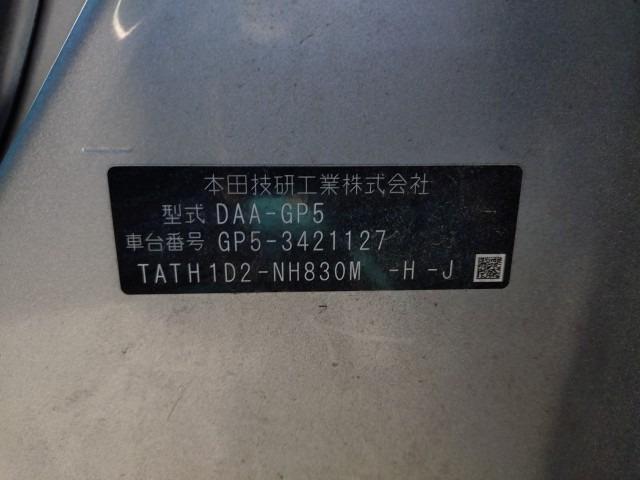 本田技研工業株式会社
型式 DAA-GP5
車台番号 GP5-3421127
TATH1D2-NH830M -H -J